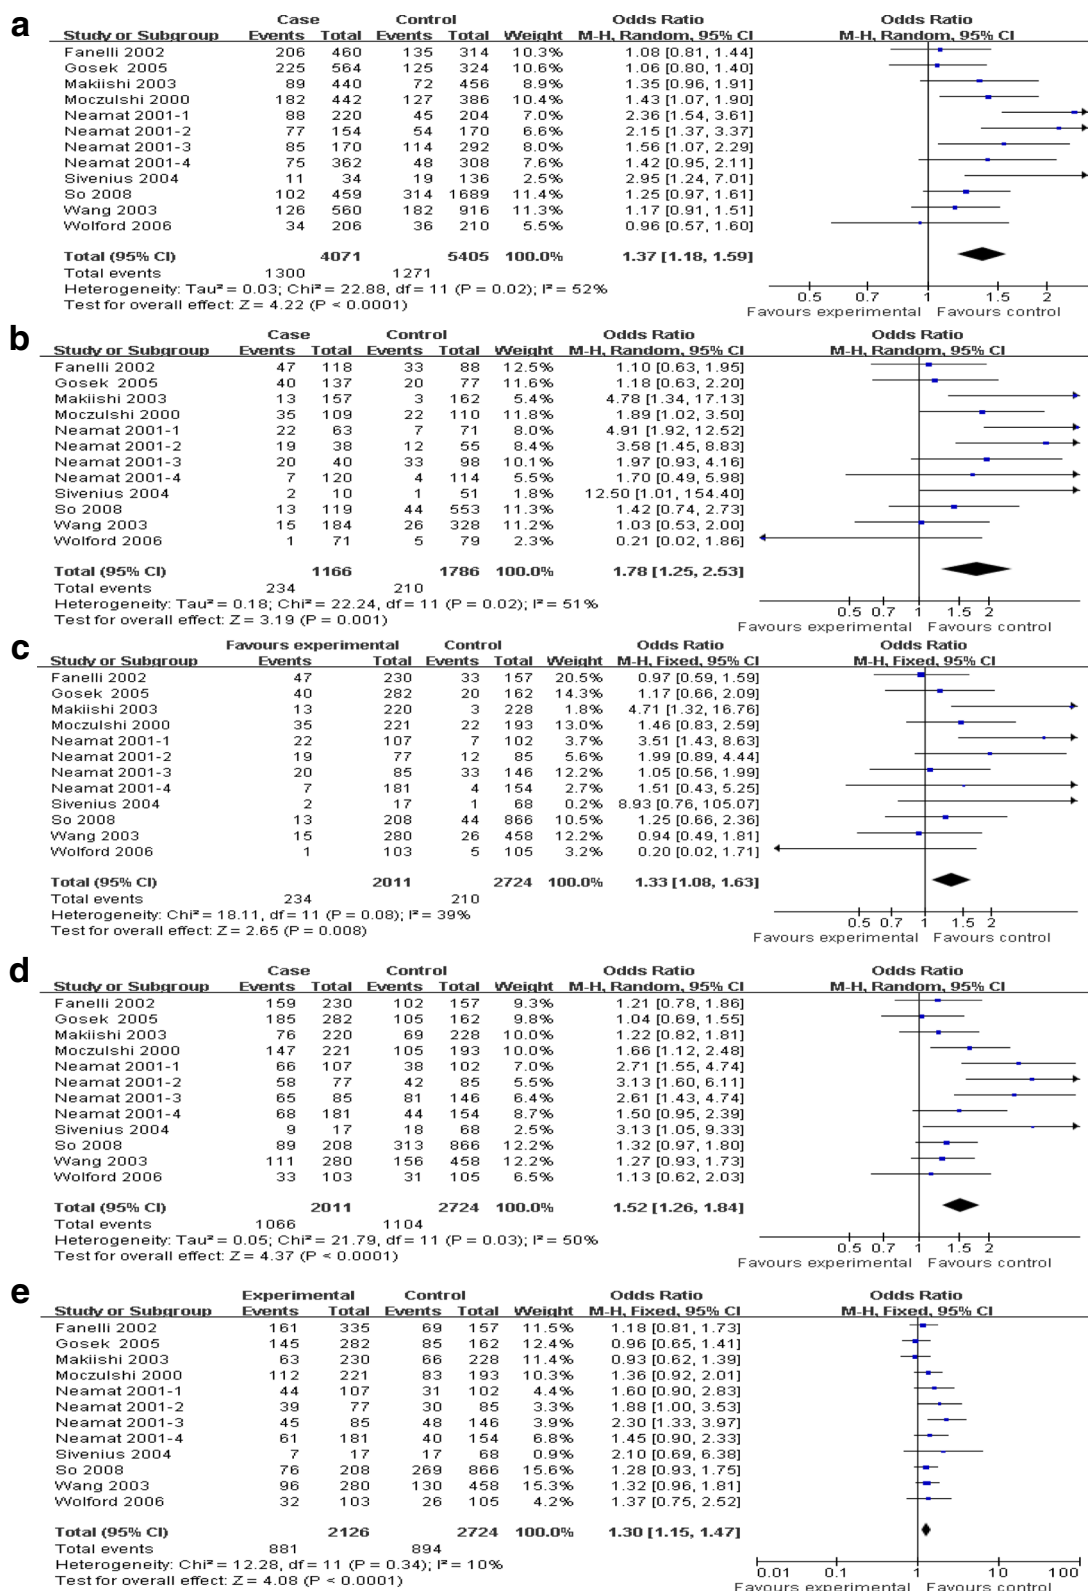 a
Case Control Odds Ratio Odds Ratio
Study or Subgroup Events Total Events Total Weight M-H, Random, 95% CI M-H, Random, 95% CI
Fanelli 2002 206 460 135 314 10.3% 1.08 [0.81, 1.44]
Gosek 2005 225 564 125 324 10.6% 1.06 [0.80, 1.40]
Makiishi 2003 89 440 72 456 8.9% 1.35 [0.96, 1.91]
Moczulshi 2000 182 442 127 386 10.4% 1.43 [1.07, 1.90]
Neamat 2001-1 88 220 45 204 7.0% 2.36 [1.54, 3.61]
Neamat 2001-2 77 154 54 170 6.6% 2.15 [1.37, 3.37]
Neamat 2001-3 85 170 114 292 8.0% 1.56 [1.07, 2.29]
Neamat 2001-4 75 362 48 308 7.6% 1.42 [0.95, 2.11]
Sivenius 2004 11 34 19 136 2.5% 2.95 [1.24, 7.01]
So 2008 102 459 314 1689 11.4% 1.25 [0.97, 1.61]
Wang 2003 126 560 182 916 11.3% 1.17 [0.91, 1.51]
Wolford 2006 34 206 36 210 5.5% 0.96 [0.57, 1.60]
Total (95% CI) 4071 5405 100.0% 1.37 [1.18, 1.59]
Total events 1300 1271
Heterogeneity: Tau² = 0.03; Chi² = 22.88, df = 11 (P = 0.02); I² = 52%
Test for overall effect: Z = 4.22 (P < 0.0001)
0.5 0.7 1 1.5 2
Favours experimental Favours control
b
Case Control Odds Ratio Odds Ratio
Study or Subgroup Events Total Events Total Weight M-H, Random, 95% CI M-H, Random, 95% CI
Fanelli 2002 47 118 33 88 12.5% 1.10 [0.63, 1.95]
Gosek 2005 40 137 20 77 11.6% 1.18 [0.63, 2.20]
Makiishi 2003 13 157 3 162 5.4% 4.78 [1.34, 17.13]
Moczulshi 2000 35 109 22 110 11.8% 1.89 [1.02, 3.50]
Neamat 2001-1 22 63 7 71 8.0% 4.91 [1.92, 12.52]
Neamat 2001-2 19 38 12 55 8.4% 3.58 [1.45, 8.83]
Neamat 2001-3 20 40 33 98 10.1% 1.97 [0.93, 4.16]
Neamat 2001-4 7 120 4 114 5.5% 1.70 [0.49, 5.98]
Sivenius 2004 2 10 1 51 1.8% 12.50 [1.01, 154.40]
So 2008 13 119 44 553 11.3% 1.42 [0.74, 2.73]
Wang 2003 15 184 26 328 11.2% 1.03 [0.53, 2.00]
Wolford 2006 1 71 5 79 2.3% 0.21 [0.02, 1.86]
Total (95% CI) 1166 1786 100.0% 1.78 [1.25, 2.53]
Total events 234 210
Heterogeneity: Tau² = 0.18; Chi² = 22.24, df = 11 (P = 0.02); I² = 51%
Test for overall effect: Z = 3.19 (P = 0.001)
0.5 0.7 1 1.5 2
Favours experimental Favours control
c
Favours experimental Control Odds Ratio Odds Ratio
Study or Subgroup Events Total Events Total Weight M-H, Fixed, 95% CI M-H, Fixed, 95% CI
Fanelli 2002 47 230 33 157 20.5% 0.97 [0.59, 1.59]
Gosek 2005 40 282 20 162 14.3% 1.17 [0.66, 2.09]
Makiishi 2003 13 220 3 228 1.8% 4.71 [1.32, 16.76]
Moczulshi 2000 35 221 22 193 13.0% 1.46 [0.83, 2.59]
Neamat 2001-1 22 107 7 102 3.7% 3.51 [1.43, 8.63]
Neamat 2001-2 19 77 12 85 5.4% 1.99 [0.89, 4.44]
Neamat 2001-3 20 85 33 146 12.2% 1.05 [0.56, 1.99]
Neamat 2001-4 7 181 4 154 2.7% 1.51 [0.43, 5.25]
Sivenius 2004 2 17 1 68 0.2% 8.93 [0.76, 105.07]
So 2008 13 208 44 866 10.5% 1.25 [0.66, 2.36]
Wang 2003 15 280 26 458 12.2% 0.94 [0.49, 1.81]
Wolford 2006 1 103 5 105 3.2% 0.20 [0.02, 1.71]
Total (95% CI) 2011 2724 100.0% 1.33 [1.08, 1.63]
Total events 234 210
Heterogeneity: Chi² = 18.11, df = 11 (P = 0.08); I² = 39%
Test for overall effect: Z = 2.65 (P = 0.008)
0.5 0.7 1 1.5 2
Favours experimental Favours control
d
Case Control Odds Ratio Odds Ratio
Study or Subgroup Events Total Events Total Weight M-H, Random, 95% CI M-H, Random, 95% CI
Fanelli 2002 159 230 102 157 9.3% 1.21 [0.78, 1.86]
Gosek 2005 185 282 105 162 9.8% 1.04 [0.69, 1.55]
Makiishi 2003 76 220 69 228 10.0% 1.22 [0.82, 1.81]
Moczulshi 2000 147 221 105 193 10.0% 1.66 [1.12, 2.48]
Neamat 2001-1 66 107 38 102 7.0% 2.71 [1.55, 4.74]
Neamat 2001-2 58 77 42 85 5.5% 3.13 [1.60, 6.11]
Neamat 2001-3 65 85 81 146 6.4% 2.61 [1.43, 4.74]
Neamat 2001-4 68 181 44 154 8.7% 1.50 [0.95, 2.39]
Sivenius 2004 9 17 18 68 2.5% 3.13 [1.05, 9.33]
So 2008 89 208 313 866 12.2% 1.32 [0.97, 1.80]
Wang 2003 111 280 156 458 12.2% 1.27 [0.93, 1.73]
Wolford 2006 33 103 31 105 6.5% 1.13 [0.62, 2.03]
Total (95% CI) 2011 2724 100.0% 1.52 [1.26, 1.84]
Total events 1066 1104
Heterogeneity: Tau² = 0.05; Chi² = 21.79, df = 11 (P = 0.03); I² = 50%
Test for overall effect: Z = 4.37 (P < 0.0001)
0.5 0.7 1 1.5 2
Favours experimental Favours control
e
Experimental Control Odds Ratio Odds Ratio
Study or Subgroup Events Total Events Total Weight M-H, Fixed, 95% CI M-H, Fixed, 95% CI
Fanelli 2002 161 335 69 157 11.5% 1.18 [0.81, 1.73]
Gosek 2005 145 282 85 162 12.4% 0.96 [0.65, 1.41]
Makiishi 2003 63 230 66 228 11.4% 0.93 [0.62, 1.39]
Moczulshi 2000 112 221 83 193 10.3% 1.36 [0.92, 2.01]
Neamat 2001-1 44 107 31 102 4.4% 1.60 [0.90, 2.83]
Neamat 2001-2 39 77 30 85 3.3% 1.88 [1.00, 3.53]
Neamat 2001-3 45 85 48 146 3.9% 2.30 [1.33, 3.97]
Neamat 2001-4 61 181 40 154 6.7% 1.45 [0.90, 2.33]
Sivenius 2004 7 17 17 68 0.9% 2.10 [0.69, 6.38]
So 2008 76 208 269 866 15.6% 1.28 [0.93, 1.75]
Wang 2003 96 280 130 458 15.3% 1.32 [0.96, 1.81]
Wolford 2006 32 103 26 105 4.2% 1.37 [0.75, 2.52]
Total (95% CI) 2126 2724 100.0% 1.30 [1.15, 1.47]
Total events 881 894
Heterogeneity: Chi² = 12.28, df = 11 (P = 0.34); I² = 10%
Test for overall effect: Z = 4.08 (P < 0.0001)
0.01 0.1 1 10 100
Favours experimental Favours control